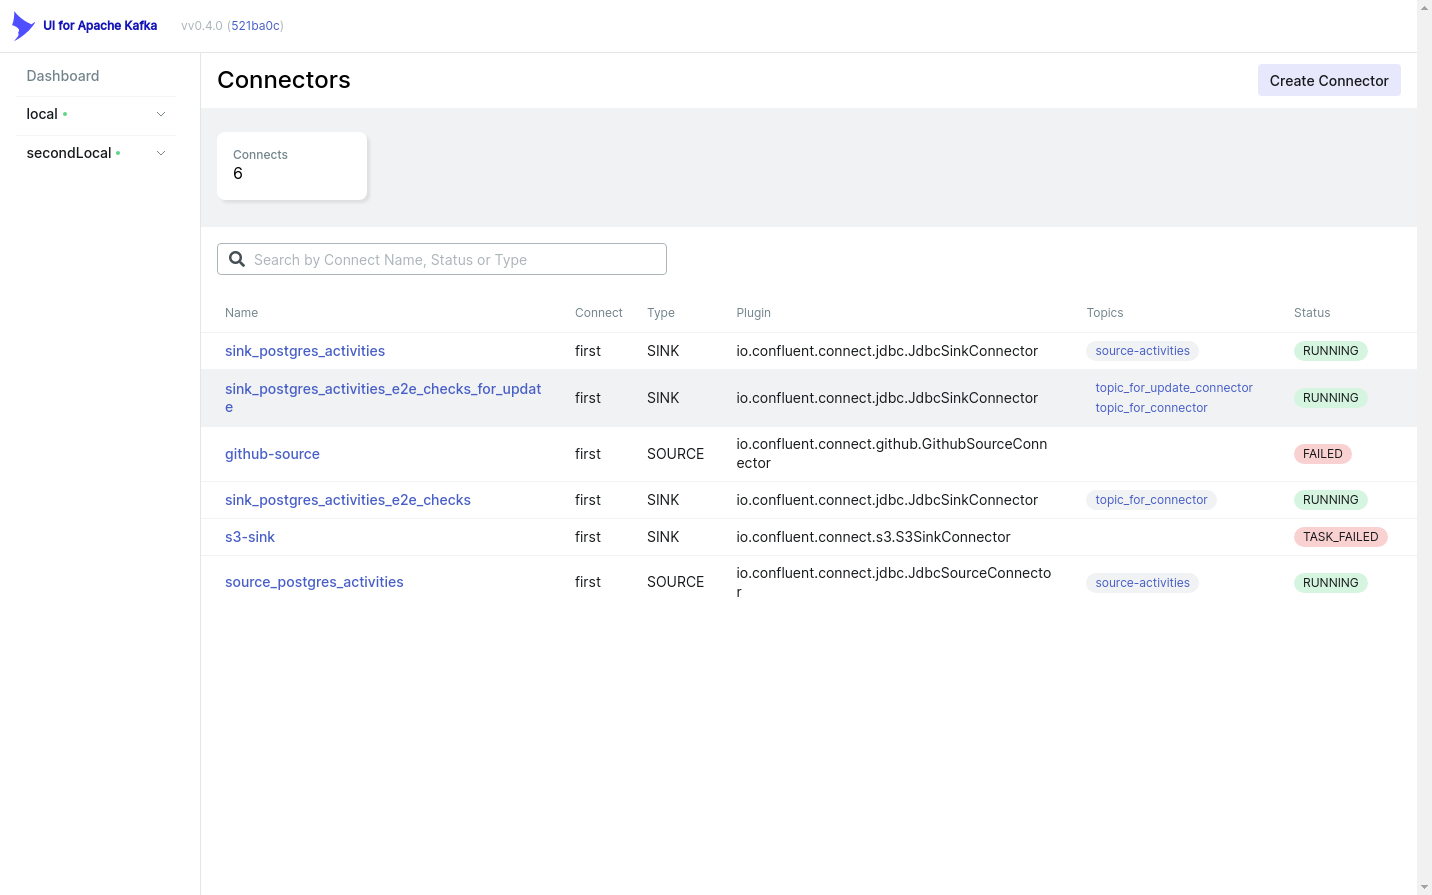 UI for Apache Kafka
vv0.4.0 (521ba0c)
Dashboard
local
secondLocal
Connectors
Create Connector
Connects
6
Search by Connect Name, Status or Type
Name Connect Type Plugin Topics Status
sink_postgres_activities first SINK io.confluent.connect.jdbc.JdbcSinkConnector source-activities RUNNING
sink_postgres_activities_e2e_checks_for_updat
e
first SINK io.confluent.connect.jdbc.JdbcSinkConnector
topic_for_update_connector
topic_for_connector
RUNNING
github-source first SOURCE
io.confluent.connect.github.GithubSourceConn
ector
FAILED
sink_postgres_activities_e2e_checks first SINK io.confluent.connect.jdbc.JdbcSinkConnector topic_for_connector RUNNING
s3-sink first SINK io.confluent.connect.s3.S3SinkConnector TASK_FAILED
source_postgres_activities first SOURCE
io.confluent.connect.jdbc.JdbcSourceConnecto
r
source-activities RUNNING